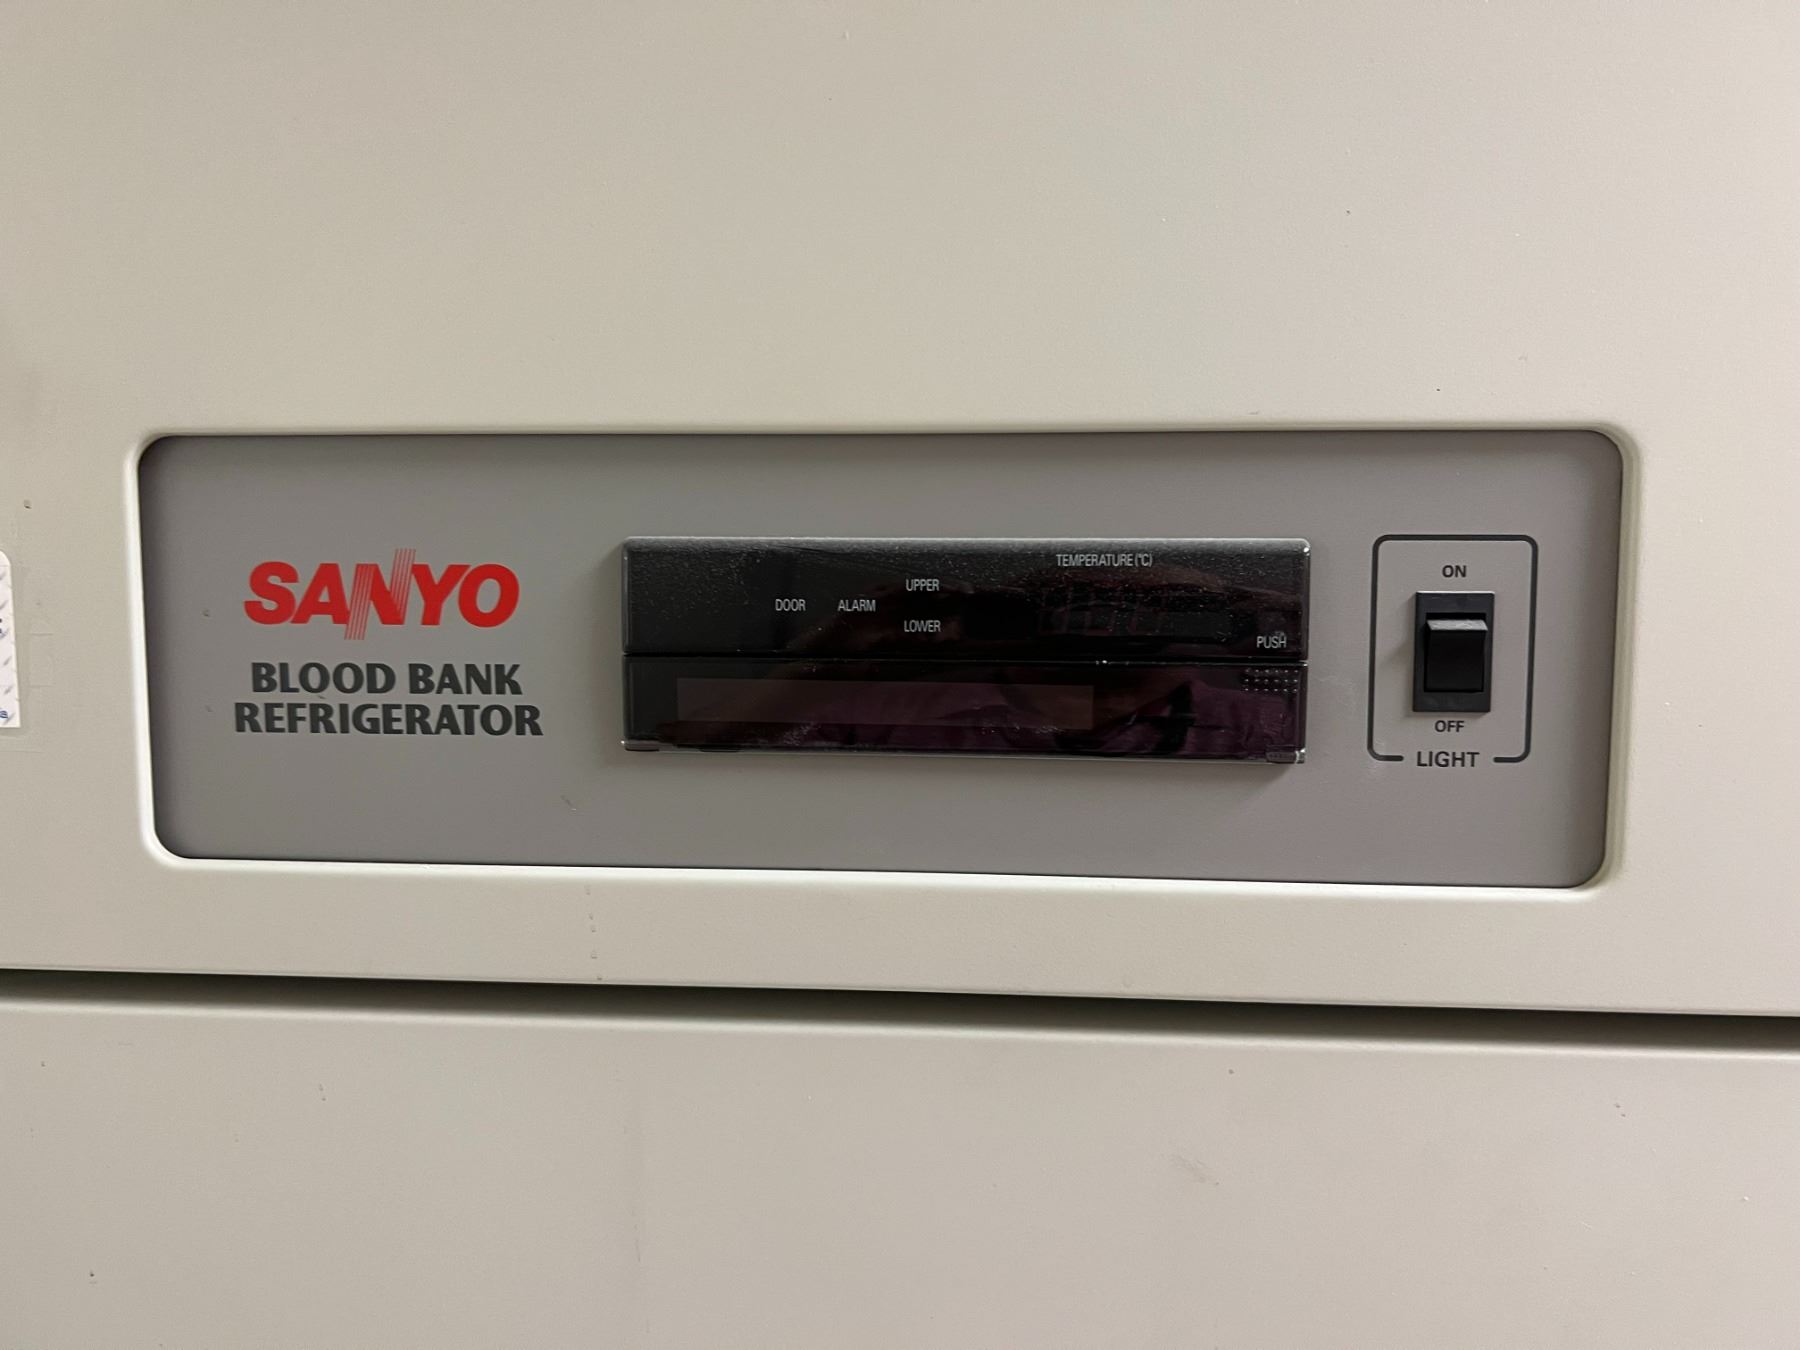 SANYO
BLOOD BANK
REFRIGERATOR
TEMPERATURE(°C)
UPPER
DOOR ALARM
LOWER
PUSH
ON
OFF
LIGHT